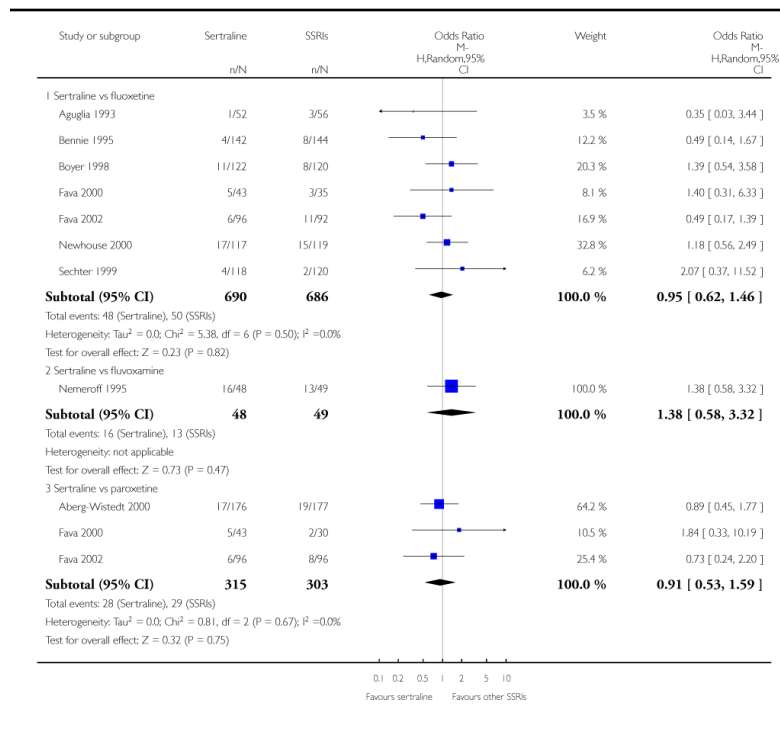 Study or subgroup Sertraline SSRIs Odds Ratio Weight Odds Ratio
M- M-
H,Random,95% H,Random,95%
n/N n/N CI CI
1 Sertraline vs fluoxetine
Aguglia 1993 1/52 3/56 3.5 % 0.35 [ 0.03, 3.44 ]
Bennie 1995 4/142 8/144 12.2 % 0.49 [ 0.14, 1.67 ]
Boyer 1998 11/122 8/120 20.3 % 1.39 [ 0.54, 3.58 ]
Fava 2000 5/43 3/35 8.1 % 1.40 [ 0.31, 6.33 ]
Fava 2002 6/96 11/92 16.9 % 0.49 [ 0.17, 1.39 ]
Newhouse 2000 17/117 15/119 32.8 % 1.18 [ 0.56, 2.49 ]
Sechter 1999 4/118 2/120 6.2 % 2.07 [ 0.37, 11.52 ]
Subtotal (95% CI) 690 686 100.0 % 0.95 [ 0.62, 1.46 ]
Total events: 48 (Sertraline), 50 (SSRIs)
Heterogeneity: Tau² = 0.0; Chi² = 5.38, df = 6 (P = 0.50); I² =0.0%
Test for overall effect: Z = 0.23 (P = 0.82)
2 Sertraline vs fluvoxamine
Nemeroff 1995 16/48 13/49 100.0 % 1.38 [ 0.58, 3.32 ]
Subtotal (95% CI) 48 49 100.0 % 1.38 [ 0.58, 3.32 ]
Total events: 16 (Sertraline), 13 (SSRIs)
Heterogeneity: not applicable
Test for overall effect: Z = 0.73 (P = 0.47)
3 Sertraline vs paroxetine
Aberg-Wistedt 2000 17/176 19/177 64.2 % 0.89 [ 0.45, 1.77 ]
Fava 2000 5/43 2/30 10.5 % 1.84 [ 0.33, 10.19 ]
Fava 2002 6/96 8/96 25.4 % 0.73 [ 0.24, 2.20 ]
Subtotal (95% CI) 315 303 100.0 % 0.91 [ 0.53, 1.59 ]
Total events: 28 (Sertraline), 29 (SSRIs)
Heterogeneity: Tau² = 0.0; Chi² = 0.81, df = 2 (P = 0.67); I² =0.0%
Test for overall effect: Z = 0.32 (P = 0.75)
0.1 0.2 0.5 1 2 5 10
Favours sertraline Favours other SSRIs